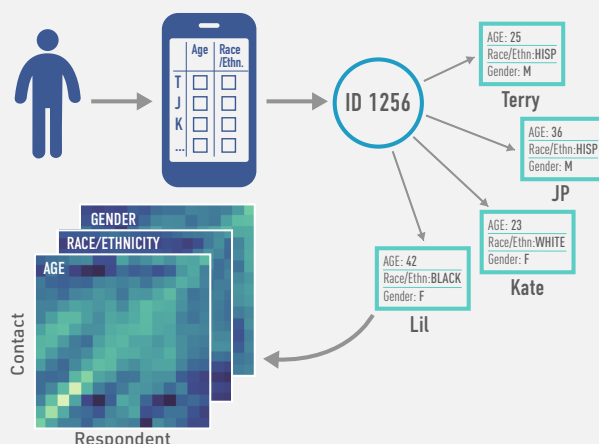 Age
Race
/Ethn.
T
J
K
...
ID 1256
AGE: 25
Race/Ethn:HISP
Gender: M
Terry
AGE: 36
Race/Ethn:HISP
Gender: M
JP
AGE: 23
Race/Ethn:WHITE
Gender: F
Kate
AGE: 42
Race/Ethn:BLACK
Gender: F
Lil
GENDER
RACE/ETHNICITY
AGE
Contact
Respondent